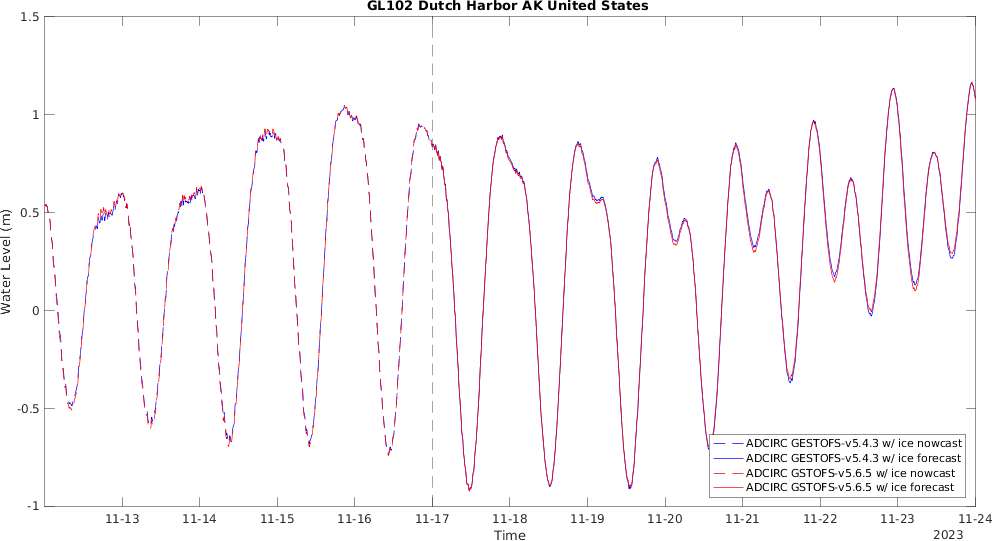 GL102 Dutch Harbor AK United States
1.5
1
0.5
0
-0.5
-1
Water Level (m)
11-13 11-14 11-15 11-16 11-17 11-18 11-19 11-20 11-21 11-22 11-23 11-24
Time
2023
ADCIRC GESTOFS-v5.4.3 w/ ice nowcast
ADCIRC GESTOFS-v5.4.3 w/ ice forecast
ADCIRC GSTOFS-v5.6.5 w/ ice nowcast
ADCIRC GSTOFS-v5.6.5 w/ ice forecast